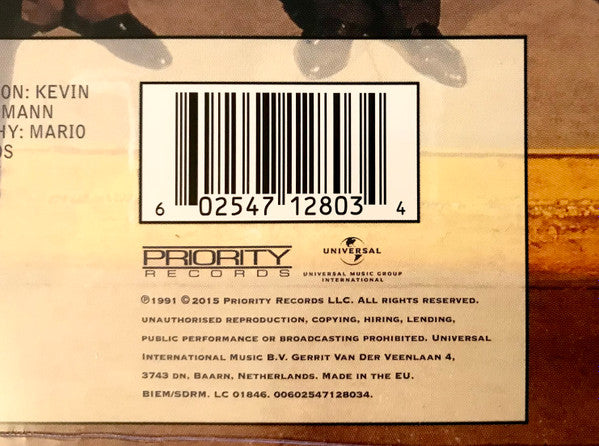 ON: KEVIN
MANN
HY: MARIO
OS
6 02547 12803 4
PRIORITY
RECORDS
UNIVERSAL
UNIVERSAL MUSIC GROUP
INTERNATIONAL
℗1991 ©2015 PRIORITY RECORDS LLC. ALL RIGHTS RESERVED.
UNAUTHORISED REPRODUCTION, COPYING, HIRING, LENDING,
PUBLIC PERFORMANCE OR BROADCASTING PROHIBITED. UNIVERSAL
INTERNATIONAL MUSIC B.V. GERRIT VAN DER VEENLAAN 4,
3743 DN, BAARN, NETHERLANDS. MADE IN THE EU.
BIEM/SDRM. LC 01846. 00602547128034.